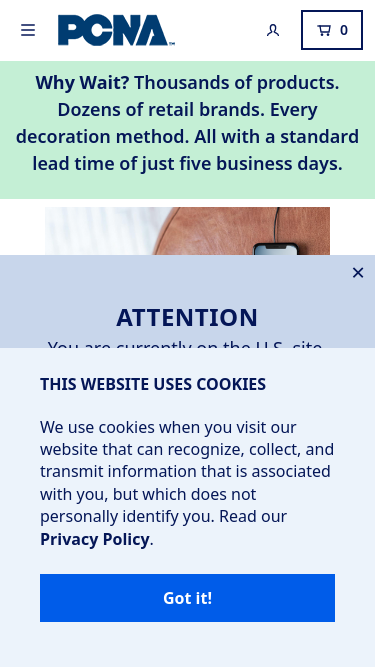 PCNA
0
Why Wait? Thousands of products.
Dozens of retail brands. Every
decoration method. All with a standard
lead time of just five business days.
ATTENTION
You are currently on the U.S. site.
THIS WEBSITE USES COOKIES
We use cookies when you visit our
website that can recognize, collect, and
transmit information that is associated
with you, but which does not
personally identify you. Read our
Privacy Policy.
Got it!